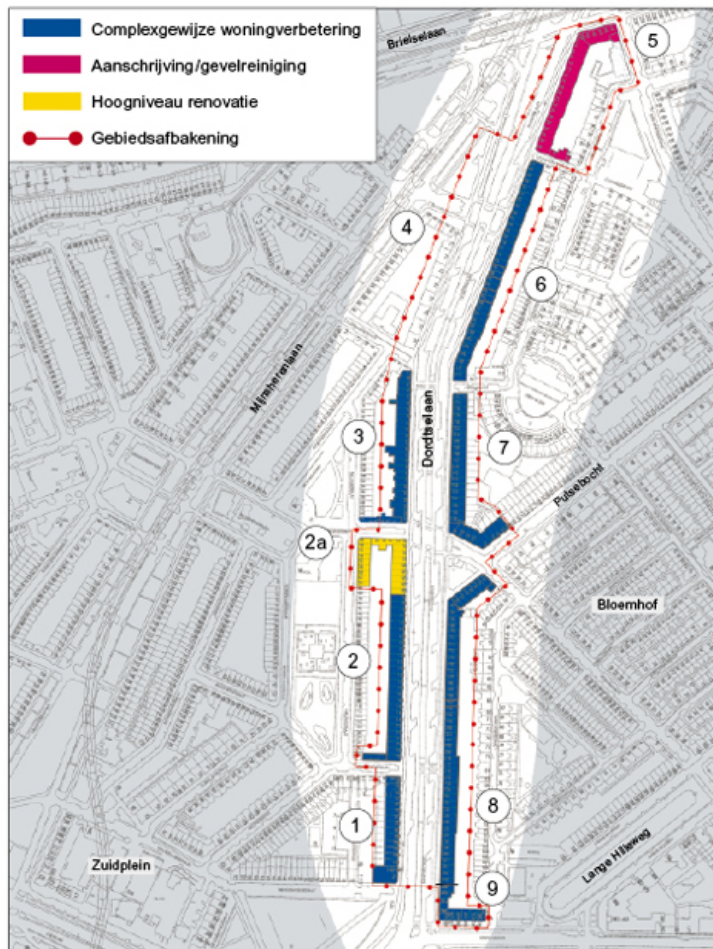 Complexgewijze woningverbetering
Aanschrijving/gevelreiniging
Hoogniveau renovatie
Gebiedsafbakening
Brielselaan
5
4
6
Mijnsherenlaan
Dordtselaan
3
7
Putsebocht
2a
Bloemhof
2
8
1
Zuidplein
Lange Hilleweg
9